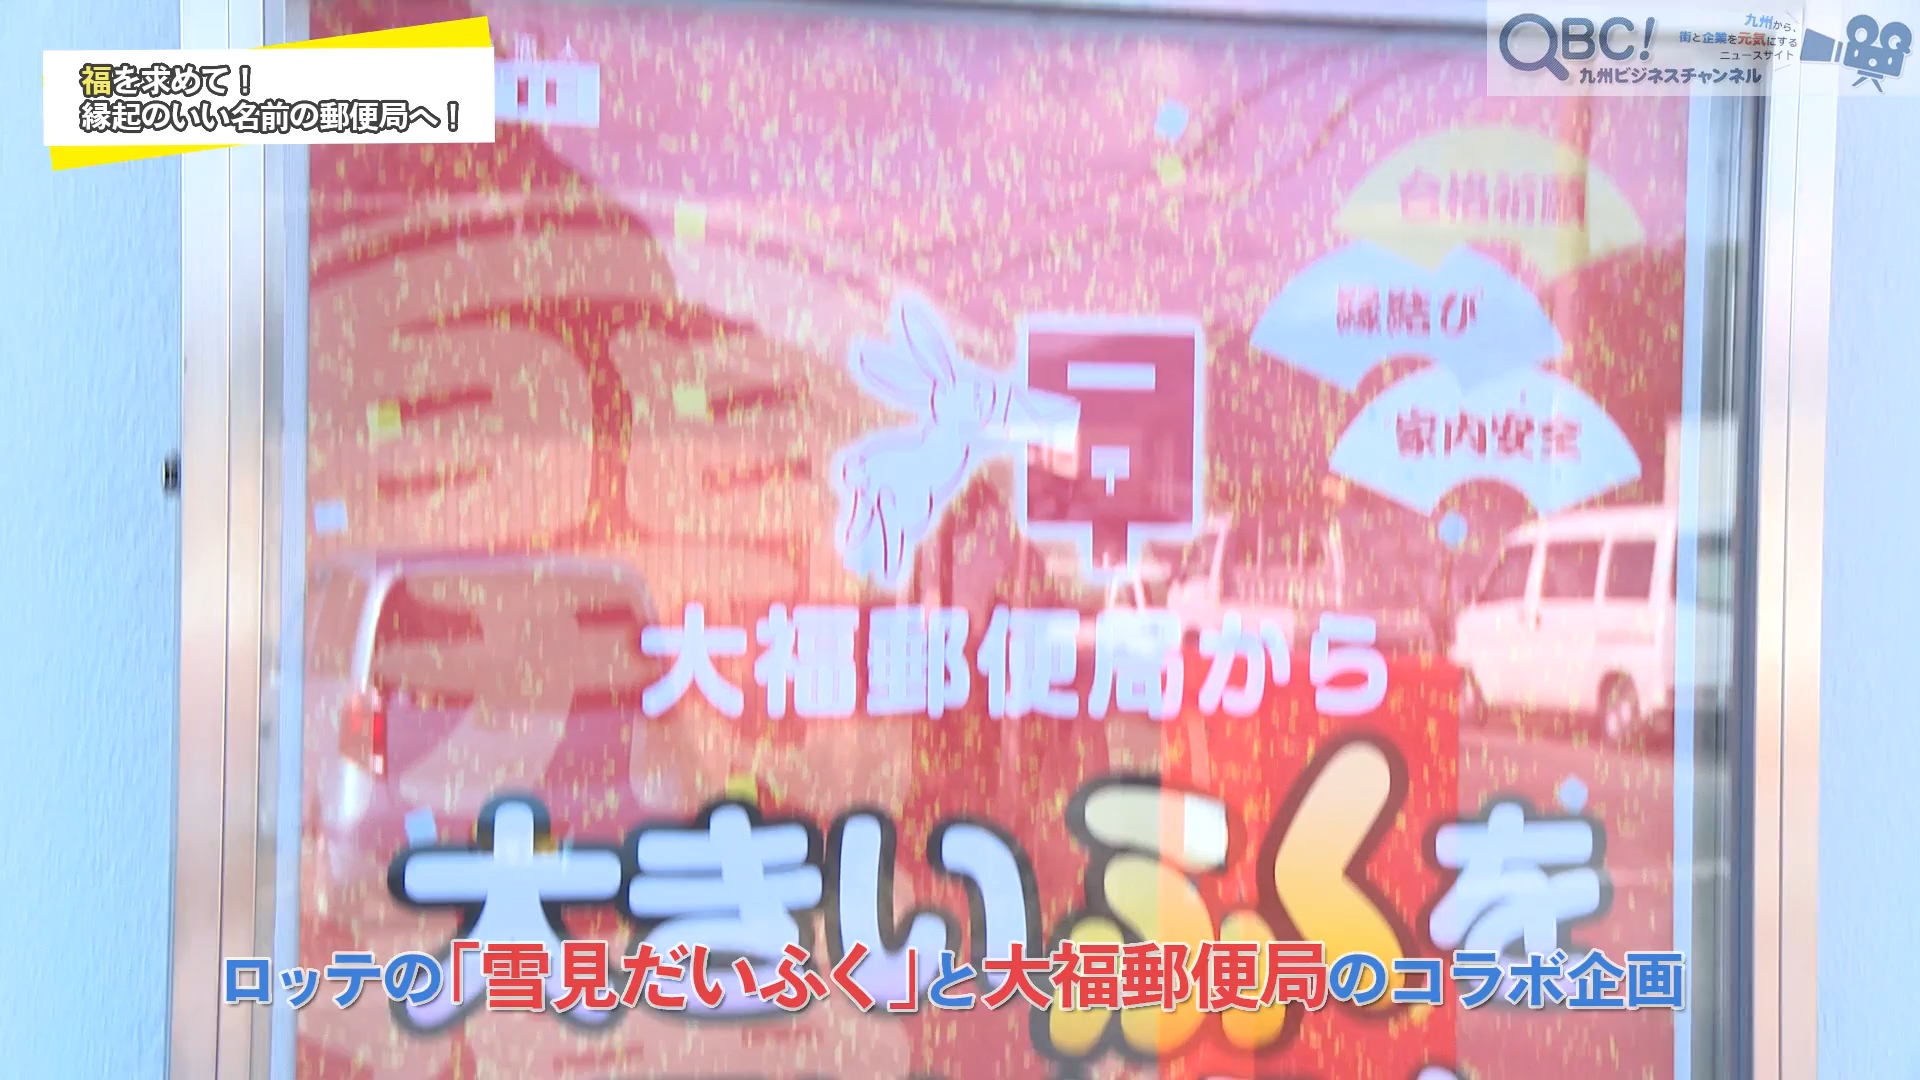 福を求めて！
縁起のいい名前の郵便局へ！
QBC!
九州から、
街と企業を元気にする
ニュースサイト
九州ビジネスチャンネル
合格祈願
縁結び
家内安全
大福郵便局から
大きいふくを
ロッテの「雪見だいふく」と大福郵便局のコラボ企画